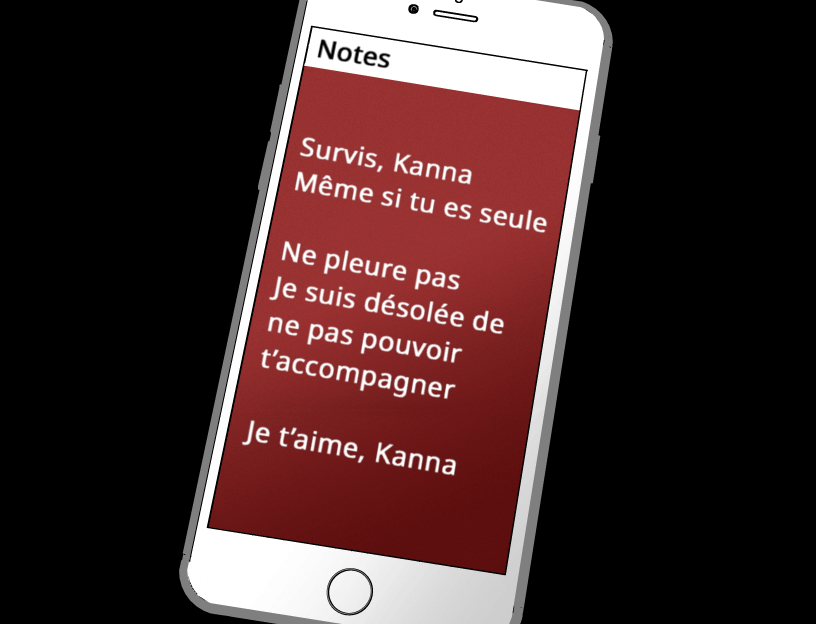 Notes
Survis, Kanna
Même si tu es seule
Ne pleure pas
Je suis désolée de
ne pas pouvoir
t’accompagner
Je t’aime, Kanna